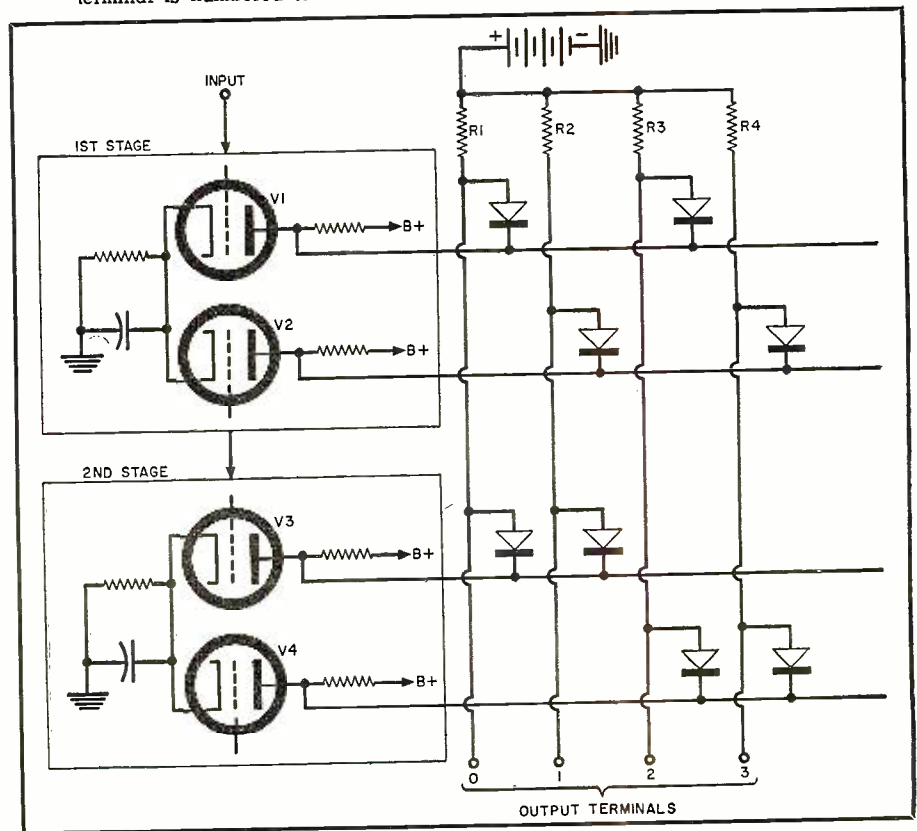 INPUT
+ −
R1 R2 R3 R4
1ST STAGE
V1
B+
V2
B+
2ND STAGE
V3
B+
V4
B+
0 1 2 3
OUTPUT TERMINALS